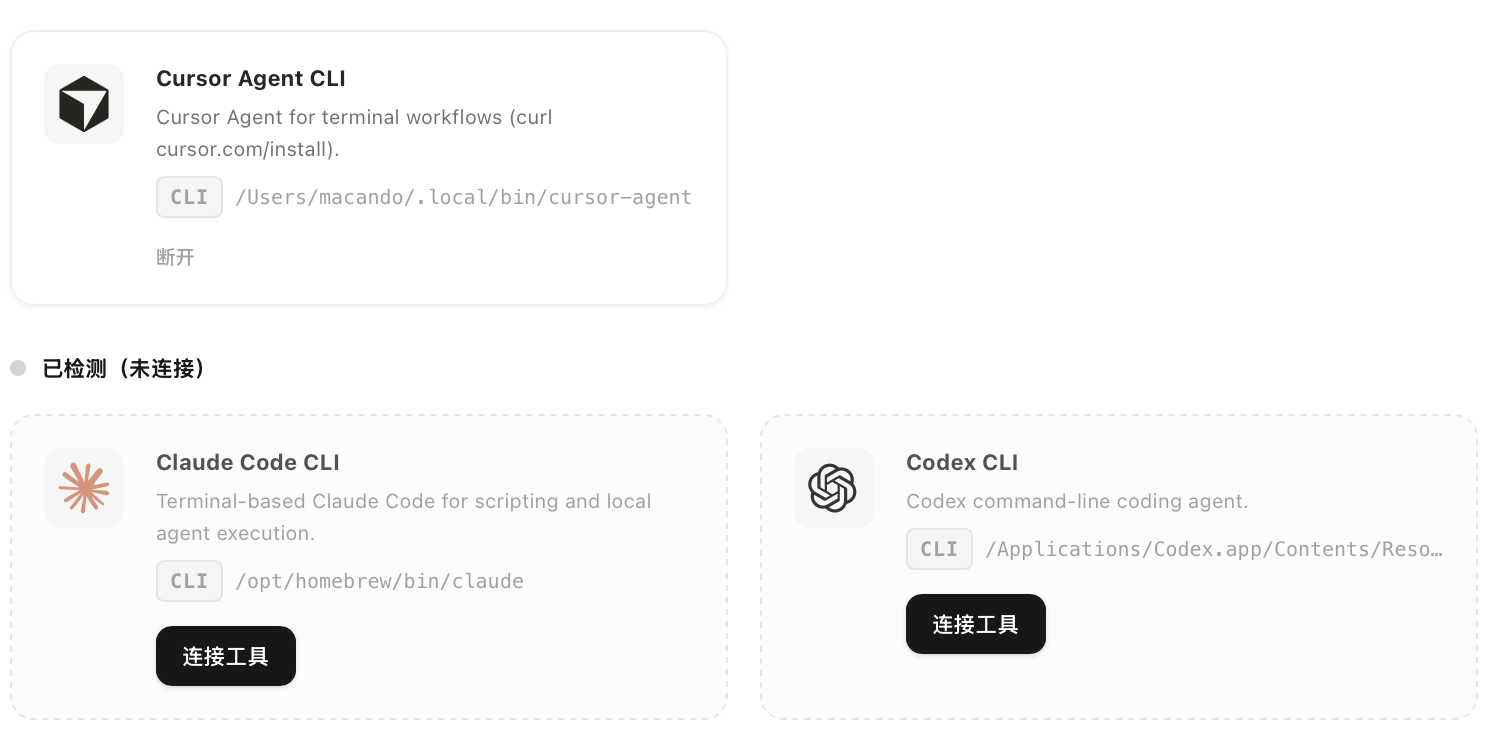 Cursor Agent CLI
Cursor Agent for terminal workflows (curl
cursor.com/install).
CLI /Users/macando/.local/bin/cursor-agent
断开
已检测（未连接）
Claude Code CLI
Terminal-based Claude Code for scripting and local
agent execution.
CLI /opt/homebrew/bin/claude
连接工具
Codex CLI
Codex command-line coding agent.
CLI /Applications/Codex.app/Contents/Reso…
连接工具